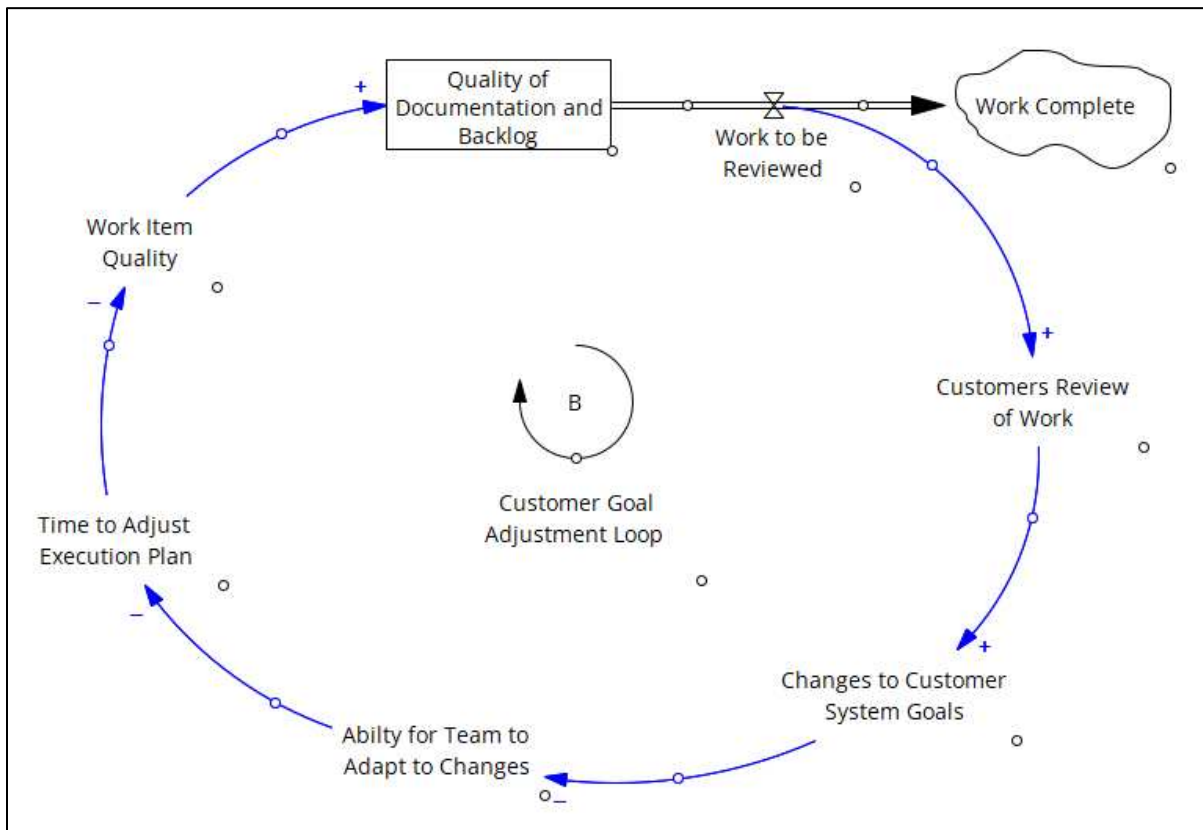 +
Quality of
Documentation and
Backlog
Work Complete
Work to be
Reviewed
Work Item
Quality
–
+
Customers Review
of Work
B
Customer Goal
Adjustment Loop
Time to Adjust
Execution Plan
–
+
Changes to Customer
System Goals
Abilty for Team to
Adapt to Changes
–